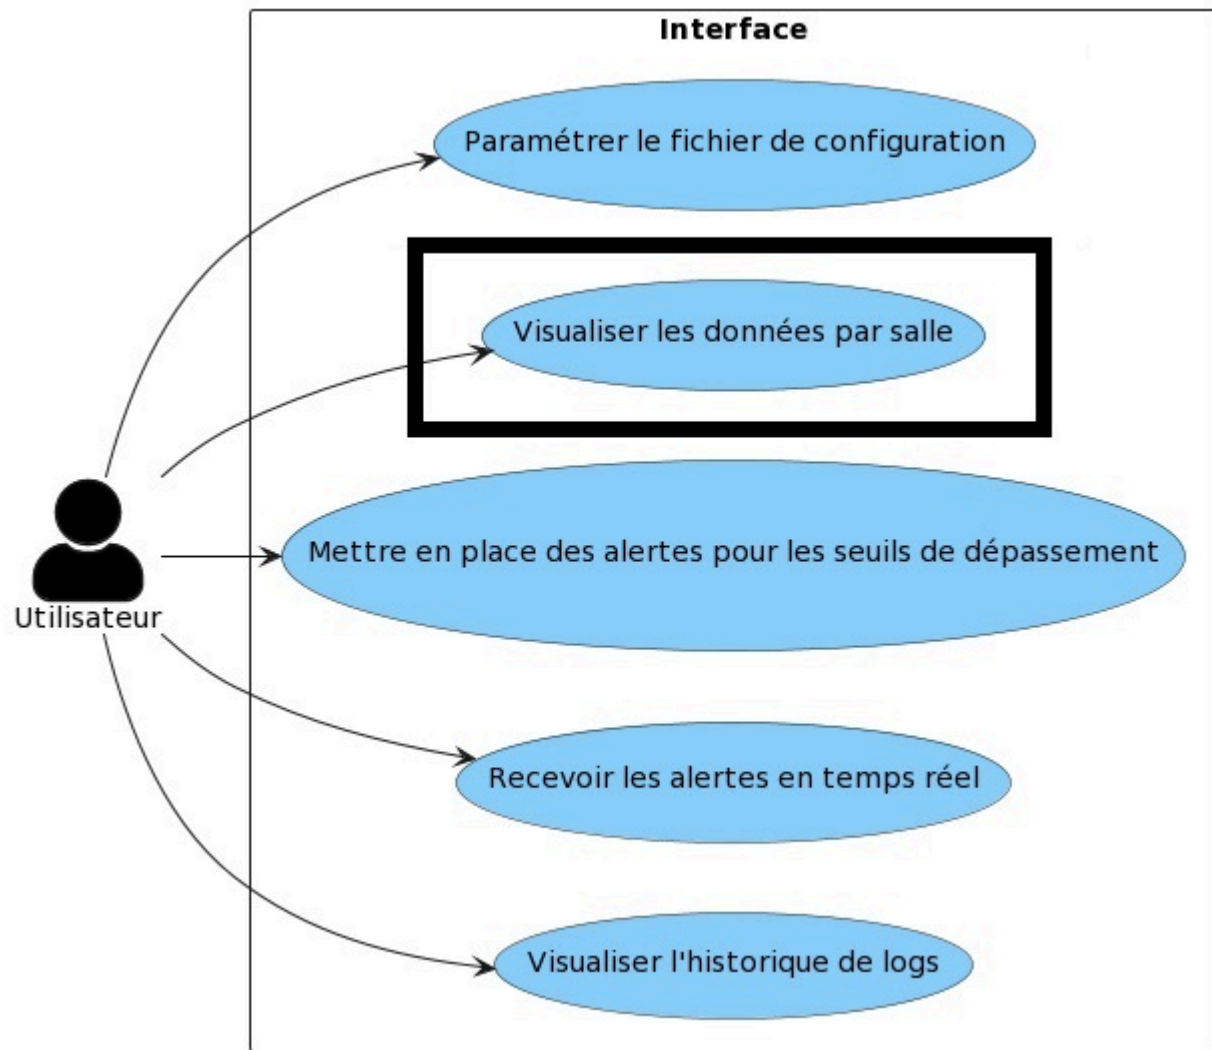 Interface
Paramétrer le fichier de configuration
Visualiser les données par salle
Mettre en place des alertes pour les seuils de dépassement
Utilisateur
Recevoir les alertes en temps réel
Visualiser l'historique de logs